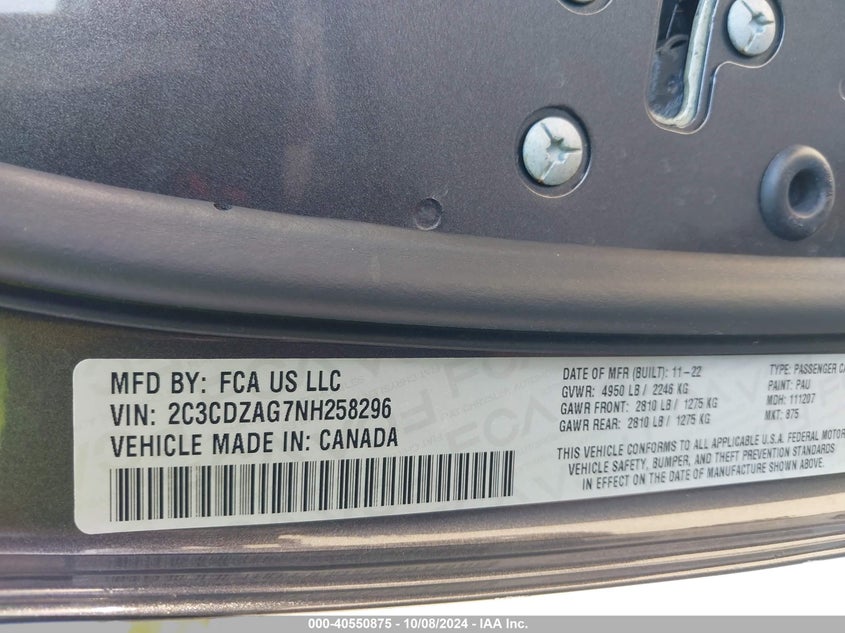 MFD BY: FCA US LLC
VIN: 2C3CDZAG7NH258296
VEHICLE MADE IN: CANADA
DATE OF MFR (BUILT): 11-22
GVWR: 4950 LB / 2246 KG
GAWR FRONT: 2810 LB / 1275 KG
GAWR REAR: 2810 LB / 1275 KG
TYPE: PASSENGER CA
PAINT: PAU
MDH: 111207
MKT: 875
THIS VEHICLE CONFORMS TO ALL APPLICABLE U.S.A. FEDERAL MOTOR
VEHICLE SAFETY, BUMPER, AND THEFT PREVENTION STANDARDS
IN EFFECT ON THE DATE OF MANUFACTURE SHOWN ABOVE.
000-40550875 - 10/08/2024 - IAA Inc.